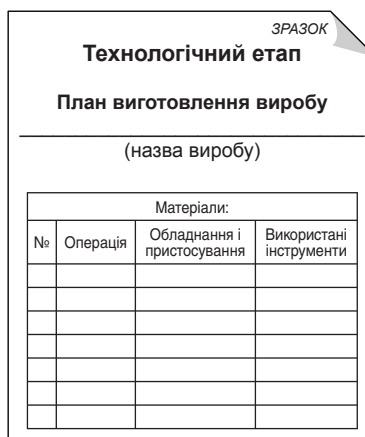 ЗРАЗОК
Технологічний етап
План виготовлення виробу
(назва виробу)
Матеріали:
№ Операція Обладнання і пристосування Використані інструменти